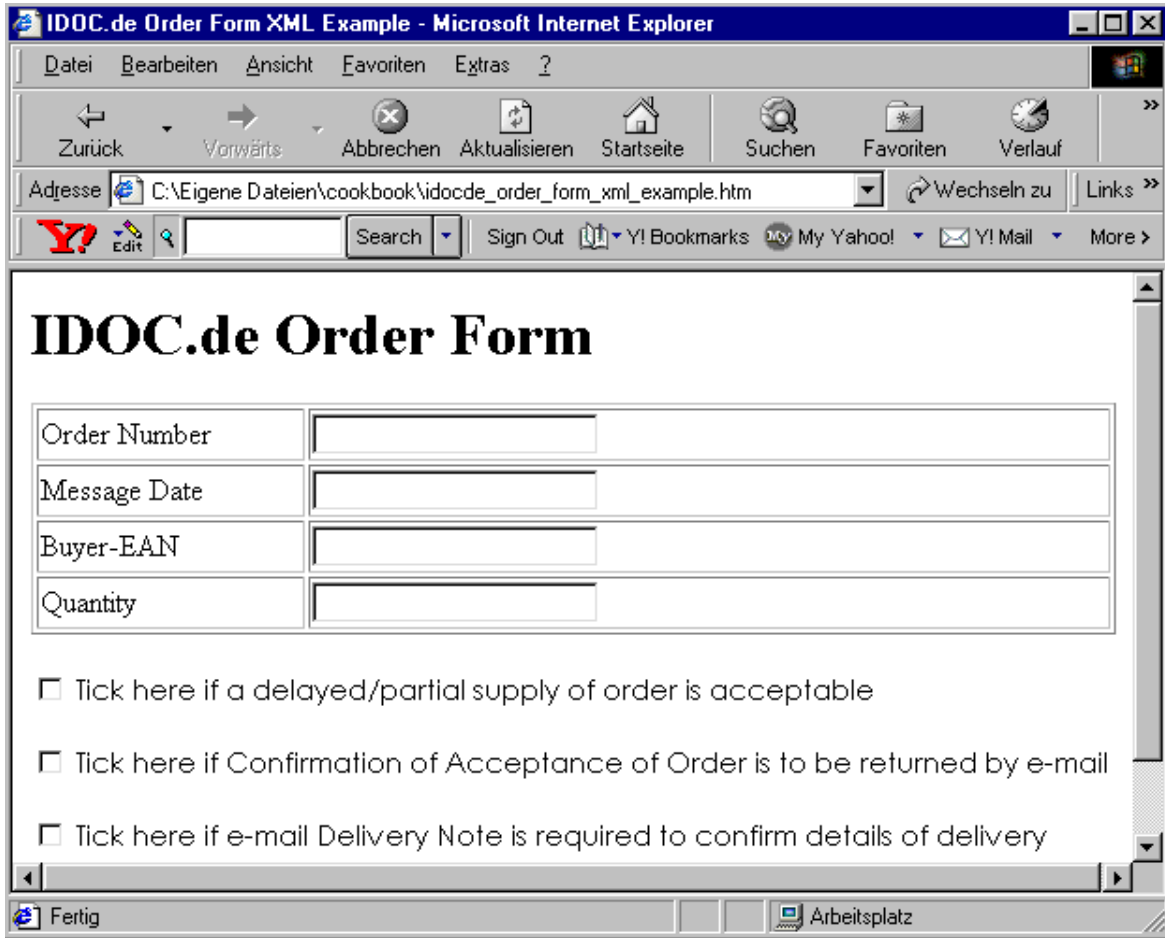 IDOC.de Order Form XML Example - Microsoft Internet Explorer
Datei Bearbeiten Ansicht Favoriten Extras ?
Zurück Vorwärts Abbrechen Aktualisieren Startseite Suchen Favoriten Verlauf »
Adresse C:\Eigene Dateien\cookbook\idocde_order_form_xml_example.htm Wechseln zu Links »
Y! Edit Search Sign Out Y! Bookmarks My My Yahoo! Y! Mail More >
IDOC.de Order Form
Order Number
Message Date
Buyer-EAN
Quantity
Tick here if a delayed/partial supply of order is acceptable
Tick here if Confirmation of Acceptance of Order is to be returned by e-mail
Tick here if e-mail Delivery Note is required to confirm details of delivery
Fertig Arbeitsplatz